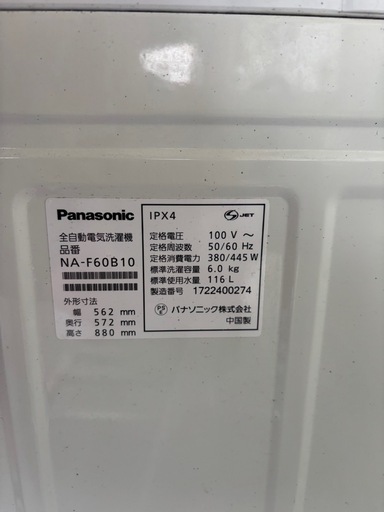 Panasonic
全自動電気洗濯機
品番
NA-F60B10
外形寸法
幅 562 mm
奥行 572 mm
高さ 880 mm
IPX4
JET
定格電圧 100 V ～
定格周波数 50/60 Hz
定格消費電力 380/445 W
標準洗濯容量 6.0 kg
標準使用水量 116 L
製造番号 1722400274
PS E パナソニック株式会社
中国製